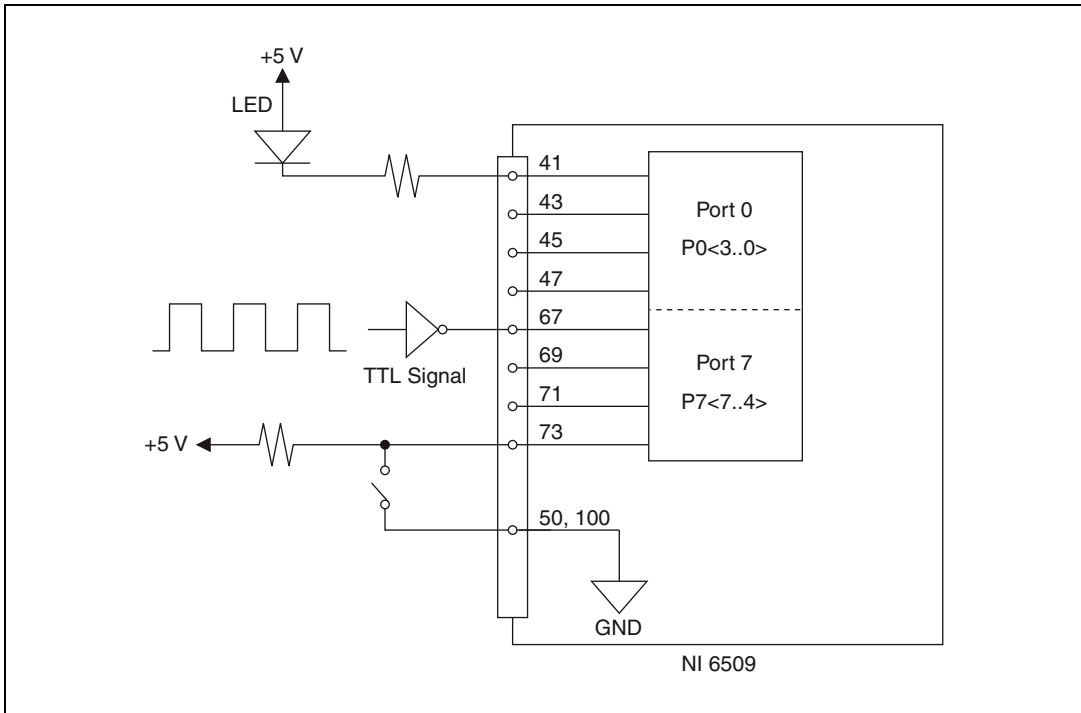 +5 V
LED
41
43
45
47
67
69
71
73
50, 100
Port 0
P0<3..0>
Port 7
P7<7..4>
TTL Signal
+5 V
GND
NI 6509